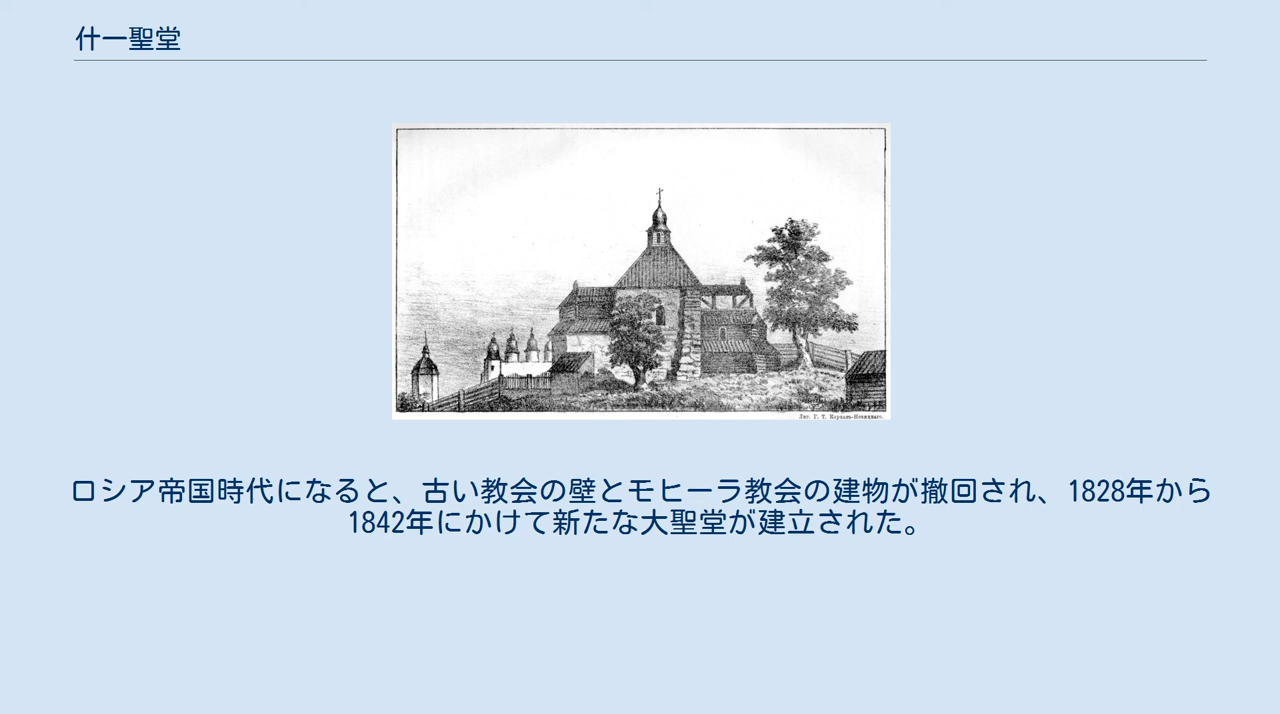 什一聖堂
Лит. Г. Т. Корчакъ-Новицкаго.
ロシア帝国時代になると、古い教会の壁とモヒーラ教会の建物が撤回され、1828年から
1842年にかけて新たな大聖堂が建立された。